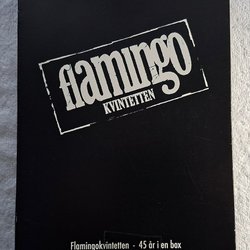 flamingo
KVINTETTEN
Flamingokvintetten - 45 år i en box